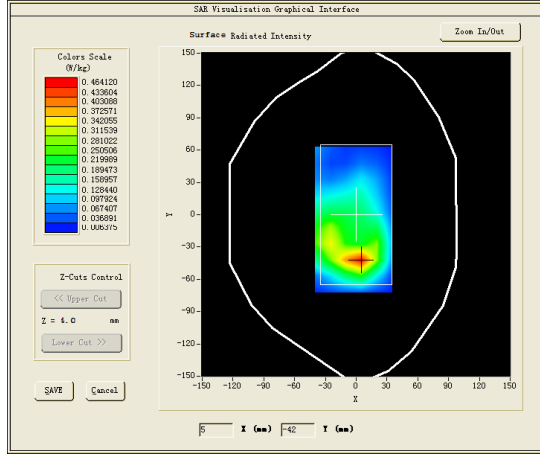 SAR Visualisation Graphical Interface
Surface Radiated Intensity
Zoom In/Out
Colors Scale
(W/kg)
0.464120
0.433604
0.403088
0.372571
0.342055
0.311539
0.281022
0.250506
0.219989
0.189473
0.158957
0.128440
0.097924
0.067407
0.036891
0.006375
150
120
90
60
30
0
-30
-60
-90
-120
-150
Y
-150 -120 -90 -60 -30 0 30 60 90 120 150
X
Z-Cuts Control
<< Upper Cut
Z = 4.0 mm
Lower Cut >>
SAVE Cancel
5 X (mm) -42 Y (mm)